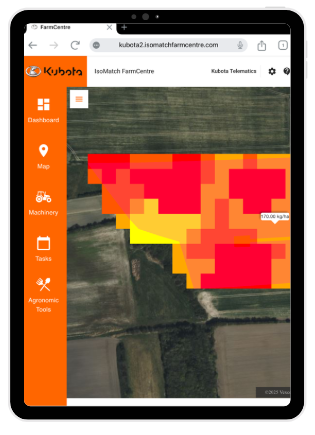 FarmCentre
kubota2.isomatchfarmcentre.com
Kubota
IsoMatch FarmCentre
Kubota Telematics
Dashboard
Map
Machinery
Tasks
Agronomic
Tools
170.00 kg/ha